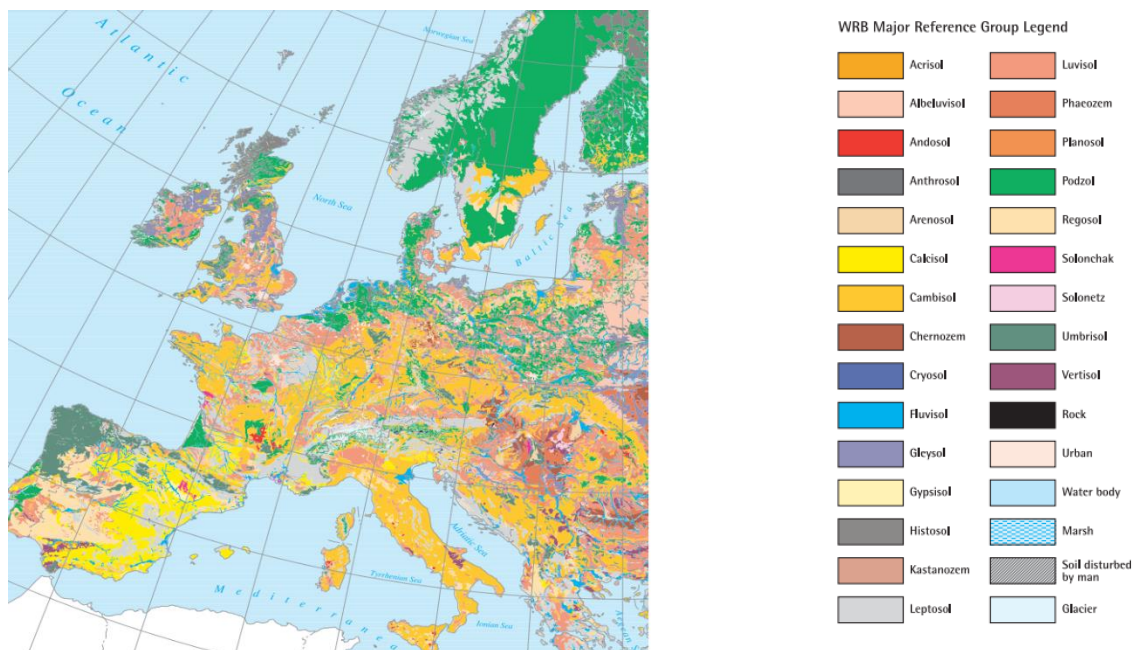 Atlantic
Ocean
Norwegian Sea
North Sea
Baltic Sea
Adriatic Sea
Tyrrhenian Sea
Ionian Sea
WRB Major Reference Group Legend
Acrisol
Albeluvisol
Andosol
Anthrosol
Arenosol
Calcisol
Cambisol
Chernozem
Cryosol
Fluvisol
Gleysol
Gypsisol
Histosol
Kastanozem
Leptosol
Luvisol
Phaeozem
Planosol
Podzol
Regosol
Solonchak
Solonetz
Umbrisol
Vertisol
Rock
Urban
Water body
Marsh
Soil disturbed
by man
Glacier